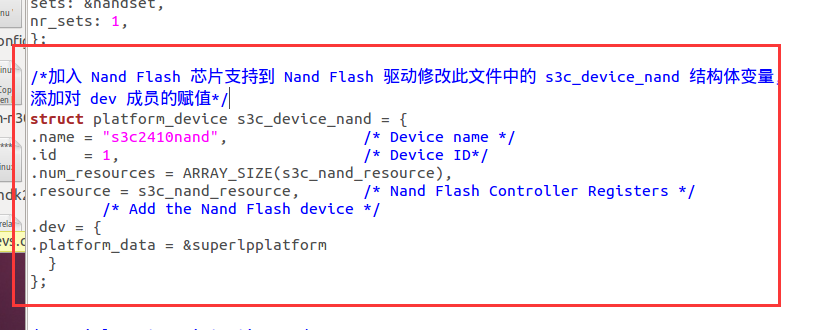 sets: &nandset,
nr_sets: 1,
};
/*加入 Nand Flash 芯片支持到 Nand Flash 驱动修改此文件中的 s3c_device_nand 结构体变量,
添加对 dev 成员的赋值*/
struct platform_device s3c_device_nand = {
.name = "s3c2410nand", /* Device name */
.id = 1, /* Device ID*/
.num_resources = ARRAY_SIZE(s3c_nand_resource),
.resource = s3c_nand_resource, /* Nand Flash Controller Registers */
/* Add the Nand Flash device */
.dev = {
.platform_data = &superlpplatform
}
};